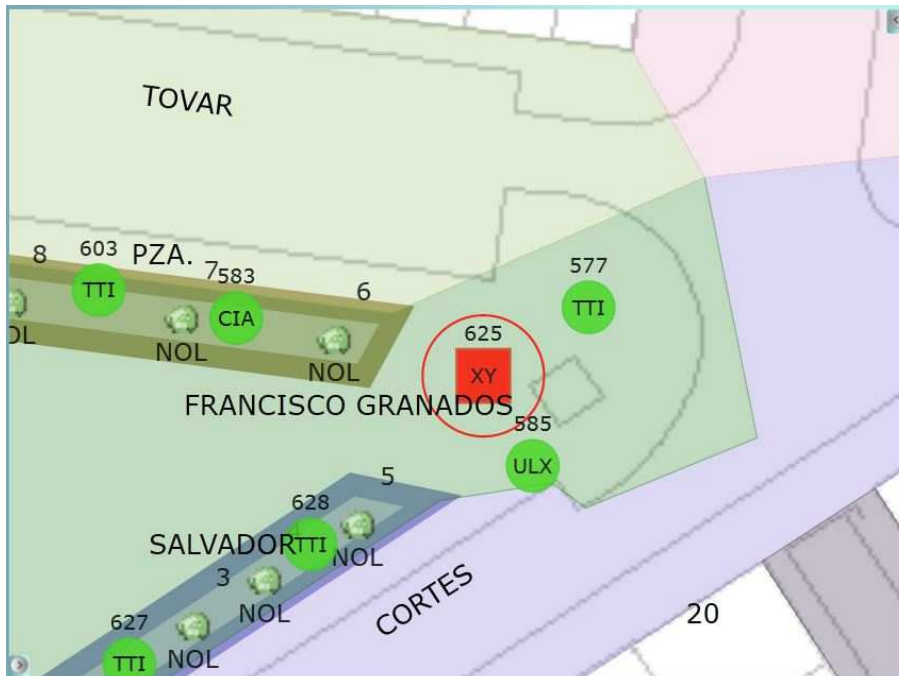 TOVAR
8
603
PZA.
7
583
6
577
TTI
CIA
TTI
OL
NOL
NOL
625
XY
FRANCISCO GRANADOS
585
ULX
5
628
SALVADOR
TTI
NOL
3
NOL
CORTES
20
627
TTI
NOL